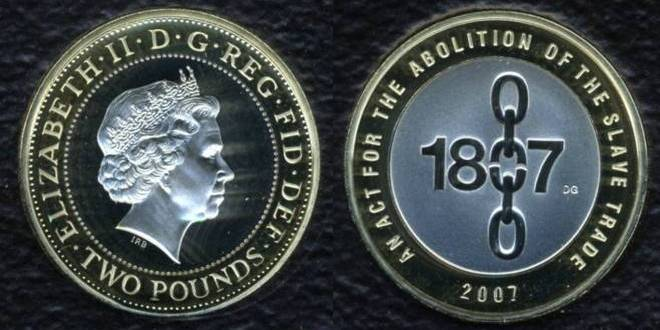 ELIZABETH·II·D·G·REG·FID·DEF·
TWO POUNDS
IRB
AN ACT FOR THE ABOLITION OF THE SLAVE TRADE
1807
DG
2007